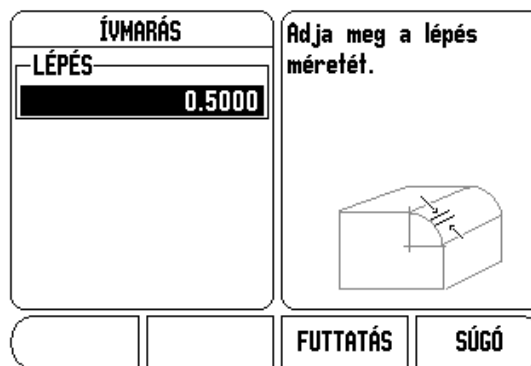 ÍVMARÁS
LÉPÉS
0.5000
Adja meg a lépés
méretét.
FUTTATÁS
SÚGÓ